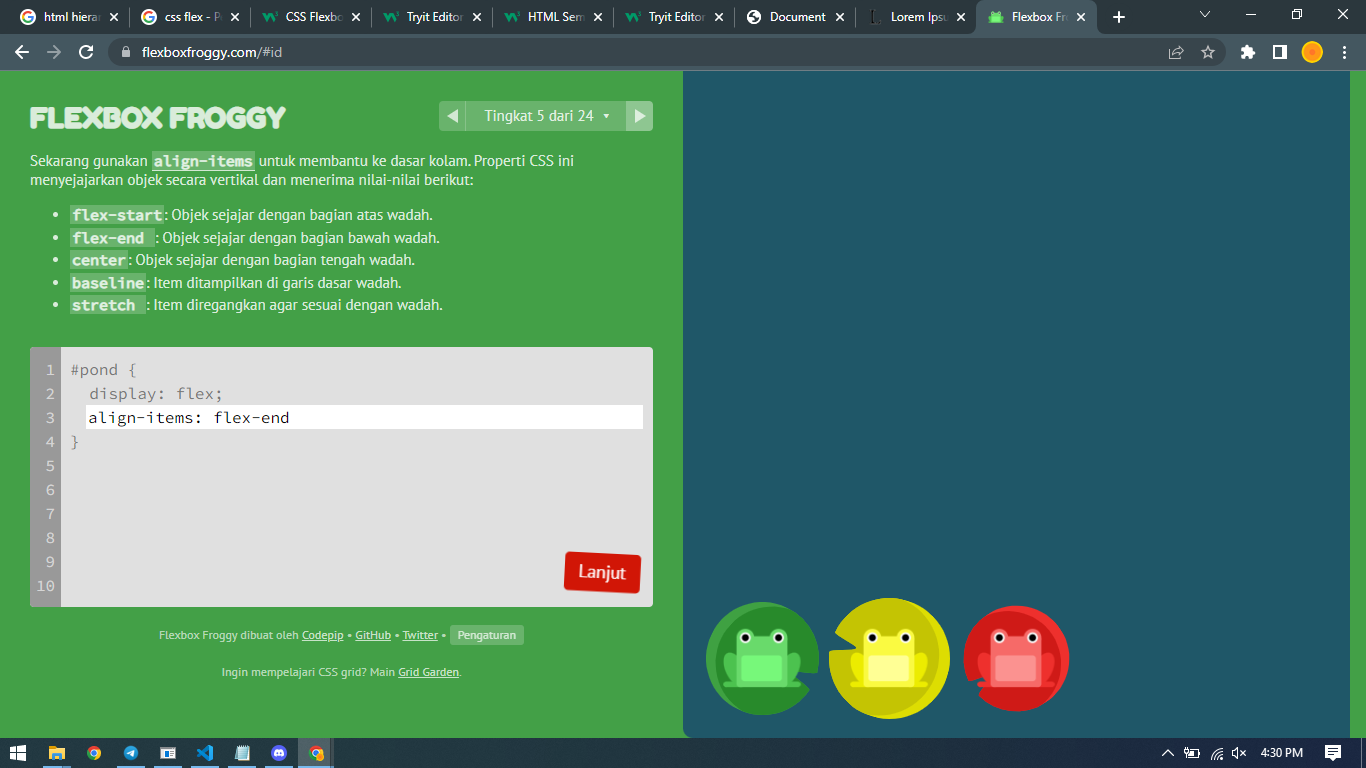 html hierar
css flex - P
CSS Flexbo
Tryit Editor
HTML Sem
Tryit Editor
Document
Lorem Ipsu
Flexbox Fro
flexboxfroggy.com/#id
FLEXBOX FROGGY
Tingkat 5 dari 24
Sekarang gunakan align-items untuk membantu ke dasar kolam. Properti CSS ini
menyejajarkan objek secara vertikal dan menerima nilai-nilai berikut:
• flex-start: Objek sejajar dengan bagian atas wadah.
• flex-end : Objek sejajar dengan bagian bawah wadah.
• center: Objek sejajar dengan bagian tengah wadah.
• baseline: Item ditampilkan di garis dasar wadah.
• stretch : Item diregangkan agar sesuai dengan wadah.
1 #pond {
2 display: flex;
3 align-items: flex-end
4 }
5
6
7
8
9
10
Lanjut
Flexbox Froggy dibuat oleh Codepip • GitHub • Twitter • Pengaturan
Ingin mempelajari CSS grid? Main Grid Garden.
4:30 PM